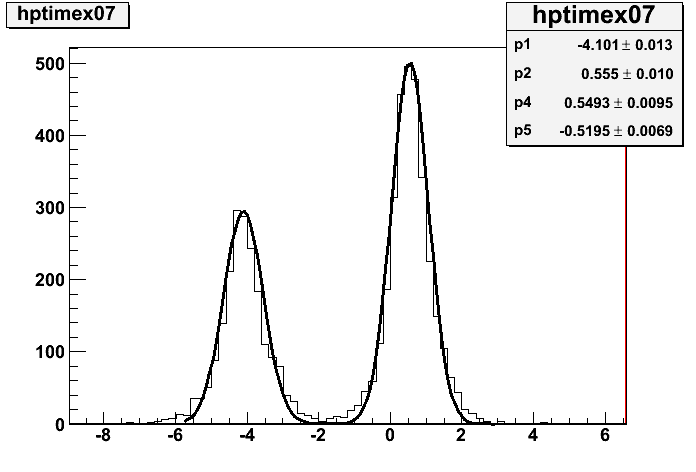 hptimex07
hptimex07
p1 -4.101 ± 0.013
p2 0.555 ± 0.010
p4 0.5493 ± 0.0095
p5 -0.5195 ± 0.0069
500
400
300
200
100
0
-8 -6 -4 -2 0 2 4 6